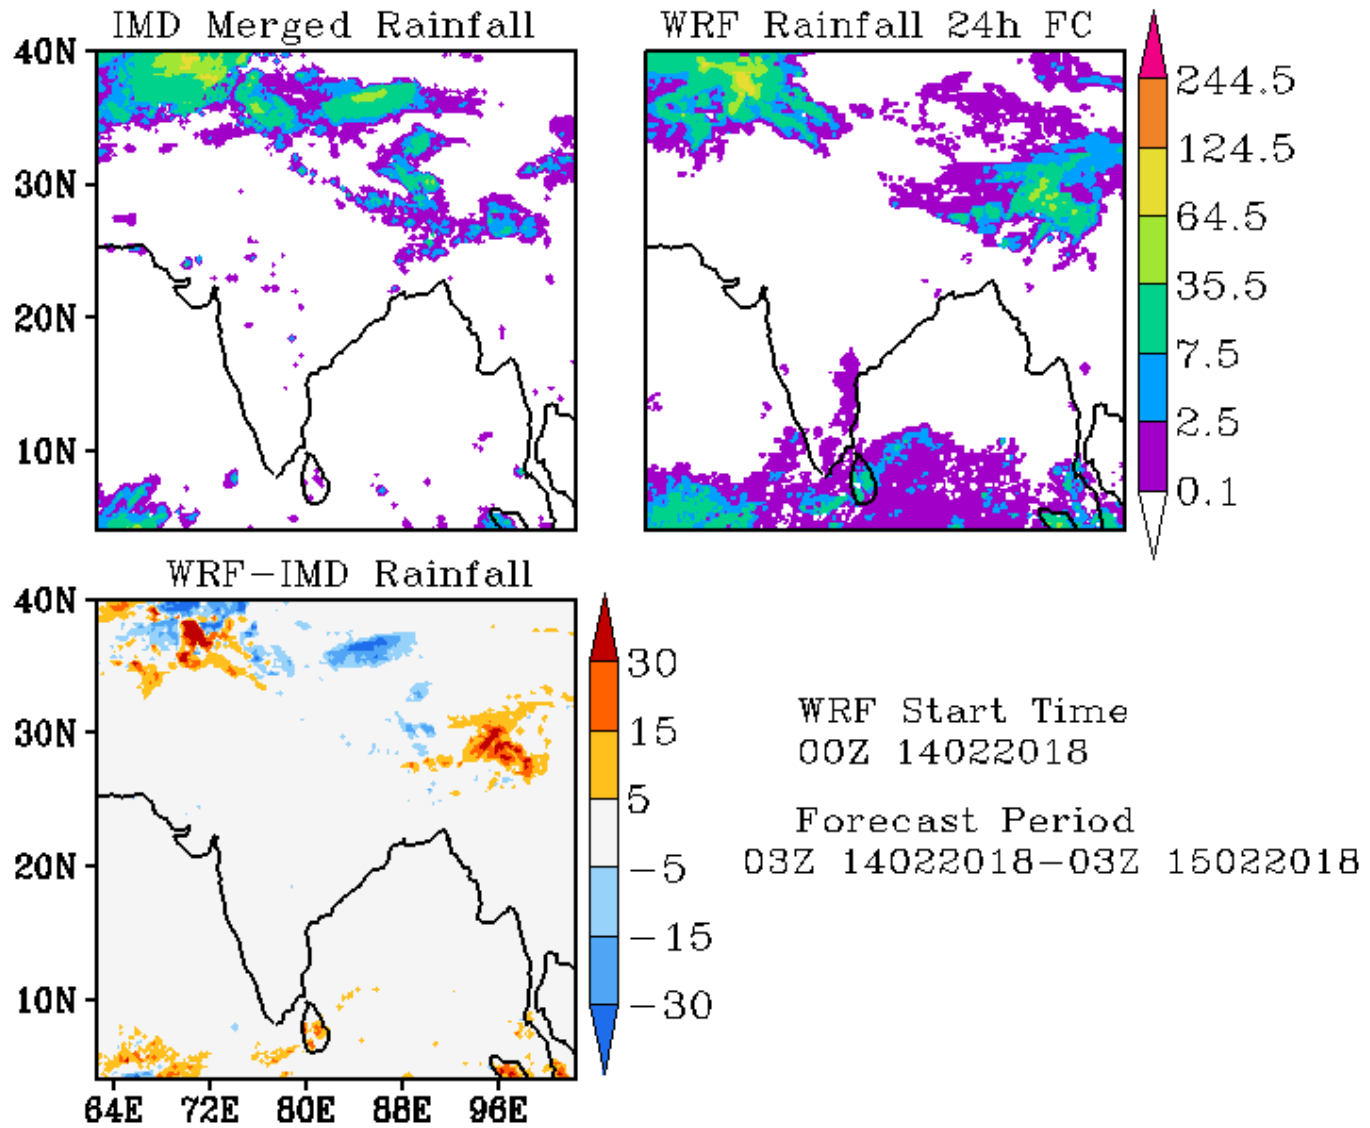 IMD Merged Rainfall
WRF Rainfall 24h FC
40N
30N
20N
10N
244.5
124.5
64.5
35.5
7.5
2.5
0.1
WRF-IMD Rainfall
40N
30N
20N
10N
64E 72E 80E 88E 96E
30
15
5
-5
-15
-30
WRF Start Time
00Z 14022018
Forecast Period
03Z 14022018-03Z 15022018